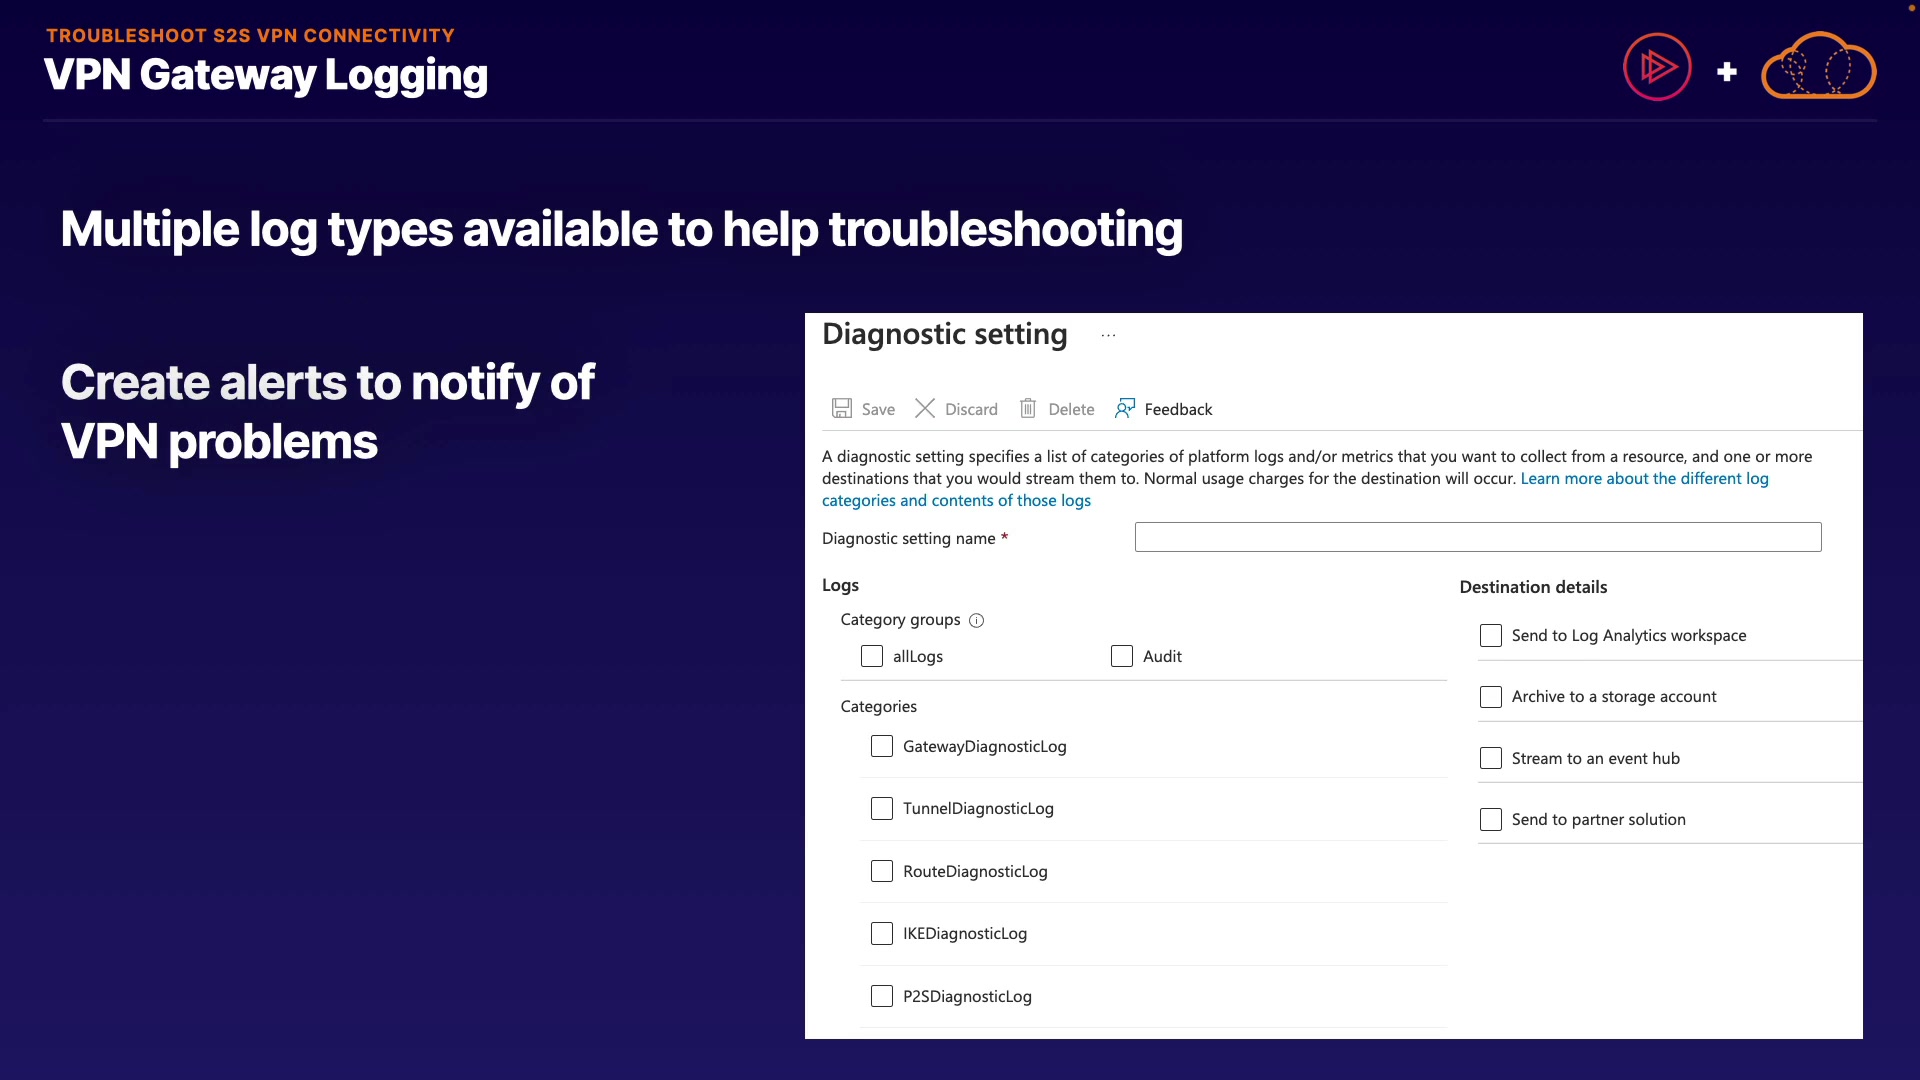 TROUBLESHOOT S2S VPN CONNECTIVITY
VPN Gateway Logging
Multiple log types available to help troubleshooting
Create alerts to notify of
VPN problems
Diagnostic setting ...
Save Discard Delete Feedback
A diagnostic setting specifies a list of categories of platform logs and/or metrics that you want to collect from a resource, and one or more
destinations that you would stream them to. Normal usage charges for the destination will occur. Learn more about the different log
categories and contents of those logs
Diagnostic setting name *
Logs
Category groups
allLogs
Audit
Categories
GatewayDiagnosticLog
TunnelDiagnosticLog
RouteDiagnosticLog
IKEDiagnosticLog
P2SDiagnosticLog
Destination details
Send to Log Analytics workspace
Archive to a storage account
Stream to an event hub
Send to partner solution